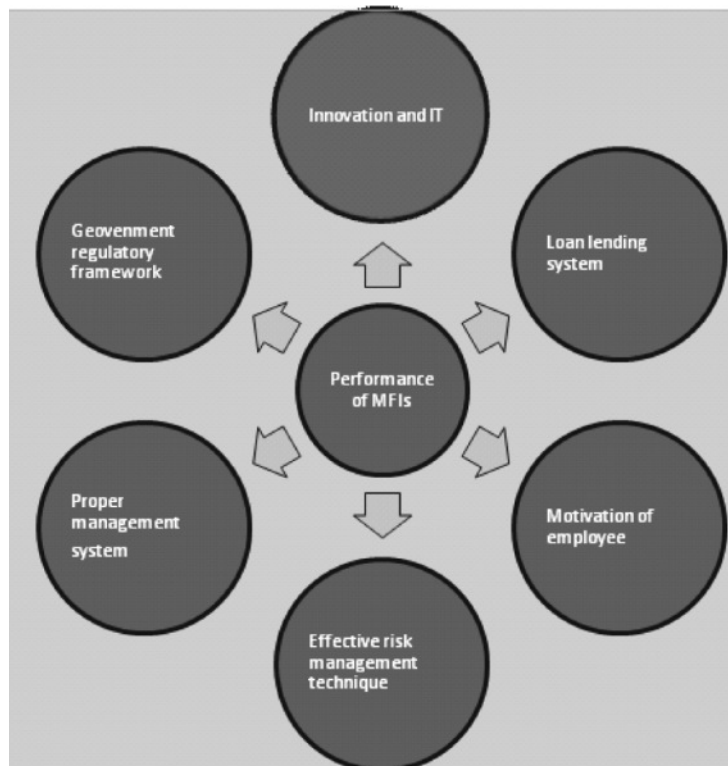 Innovation and IT
Geovenment
regulatory
framework
Loan lending
system
Performance
of MFIs
Proper
management
system
Motivation of
employee
Effective risk
management
technique